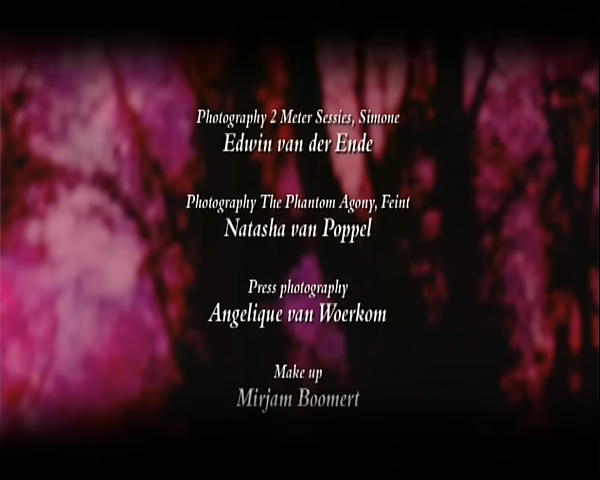 Photography 2 Meter Sessies, Simone
Edwin van der Ende
Photography The Phantom Agony, Feint
Natasha van Poppel
Press photography
Angelique van Woerkom
Make up
Mirjam Boomert